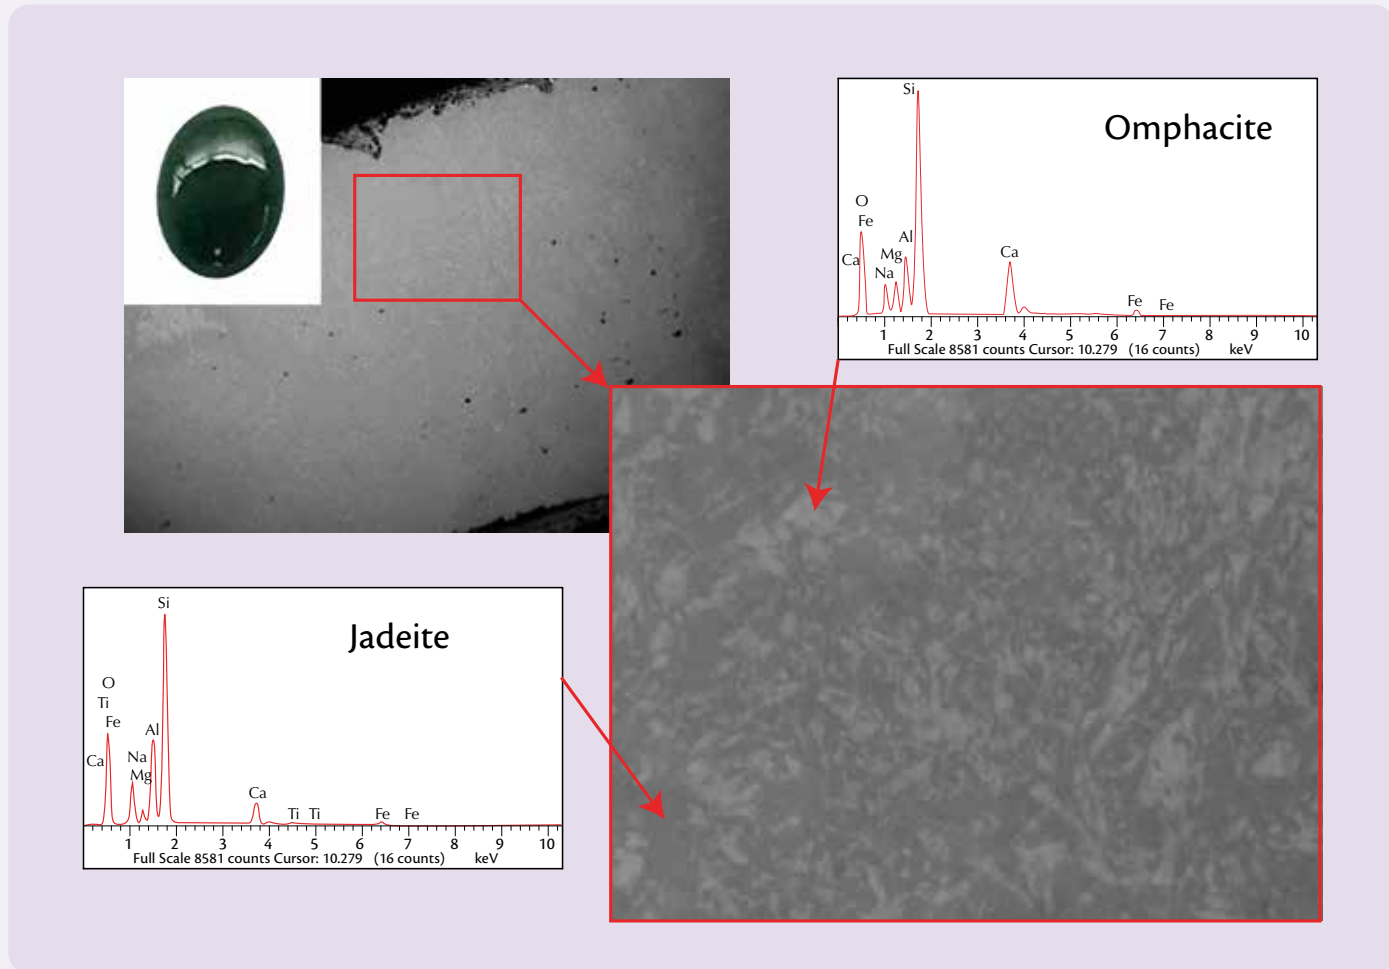 Omphacite
Si
O
Fe
Ca
Na
Mg
Al
Ca
Fe
Fe
1 2 3 4 5 6 7 8 9 10
Full Scale 8581 counts Cursor: 10.279 (16 counts) keV
Jadeite
Si
O
Ti
Fe
Ca
Na
Mg
Al
Ca
Ti
Ti
Fe
Fe
1 2 3 4 5 6 7 8 9 10
Full Scale 8581 counts Cursor: 10.279 (16 counts) keV